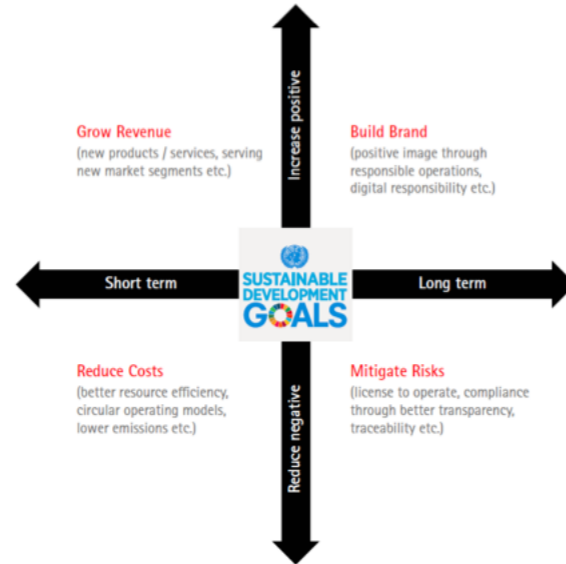 Increase positive
Grow Revenue
(new products / services, serving
new market segments etc.)
Build Brand
(positive image through
responsible operations,
digital responsibility etc.)
Short term
SUSTAINABLE
DEVELOPMENT
GOALS
Long term
Reduce Costs
(better resource efficiency,
circular operating models,
lower emissions etc.)
Mitigate Risks
(license to operate, compliance
through better transparency,
traceability etc.)
Reduce negative